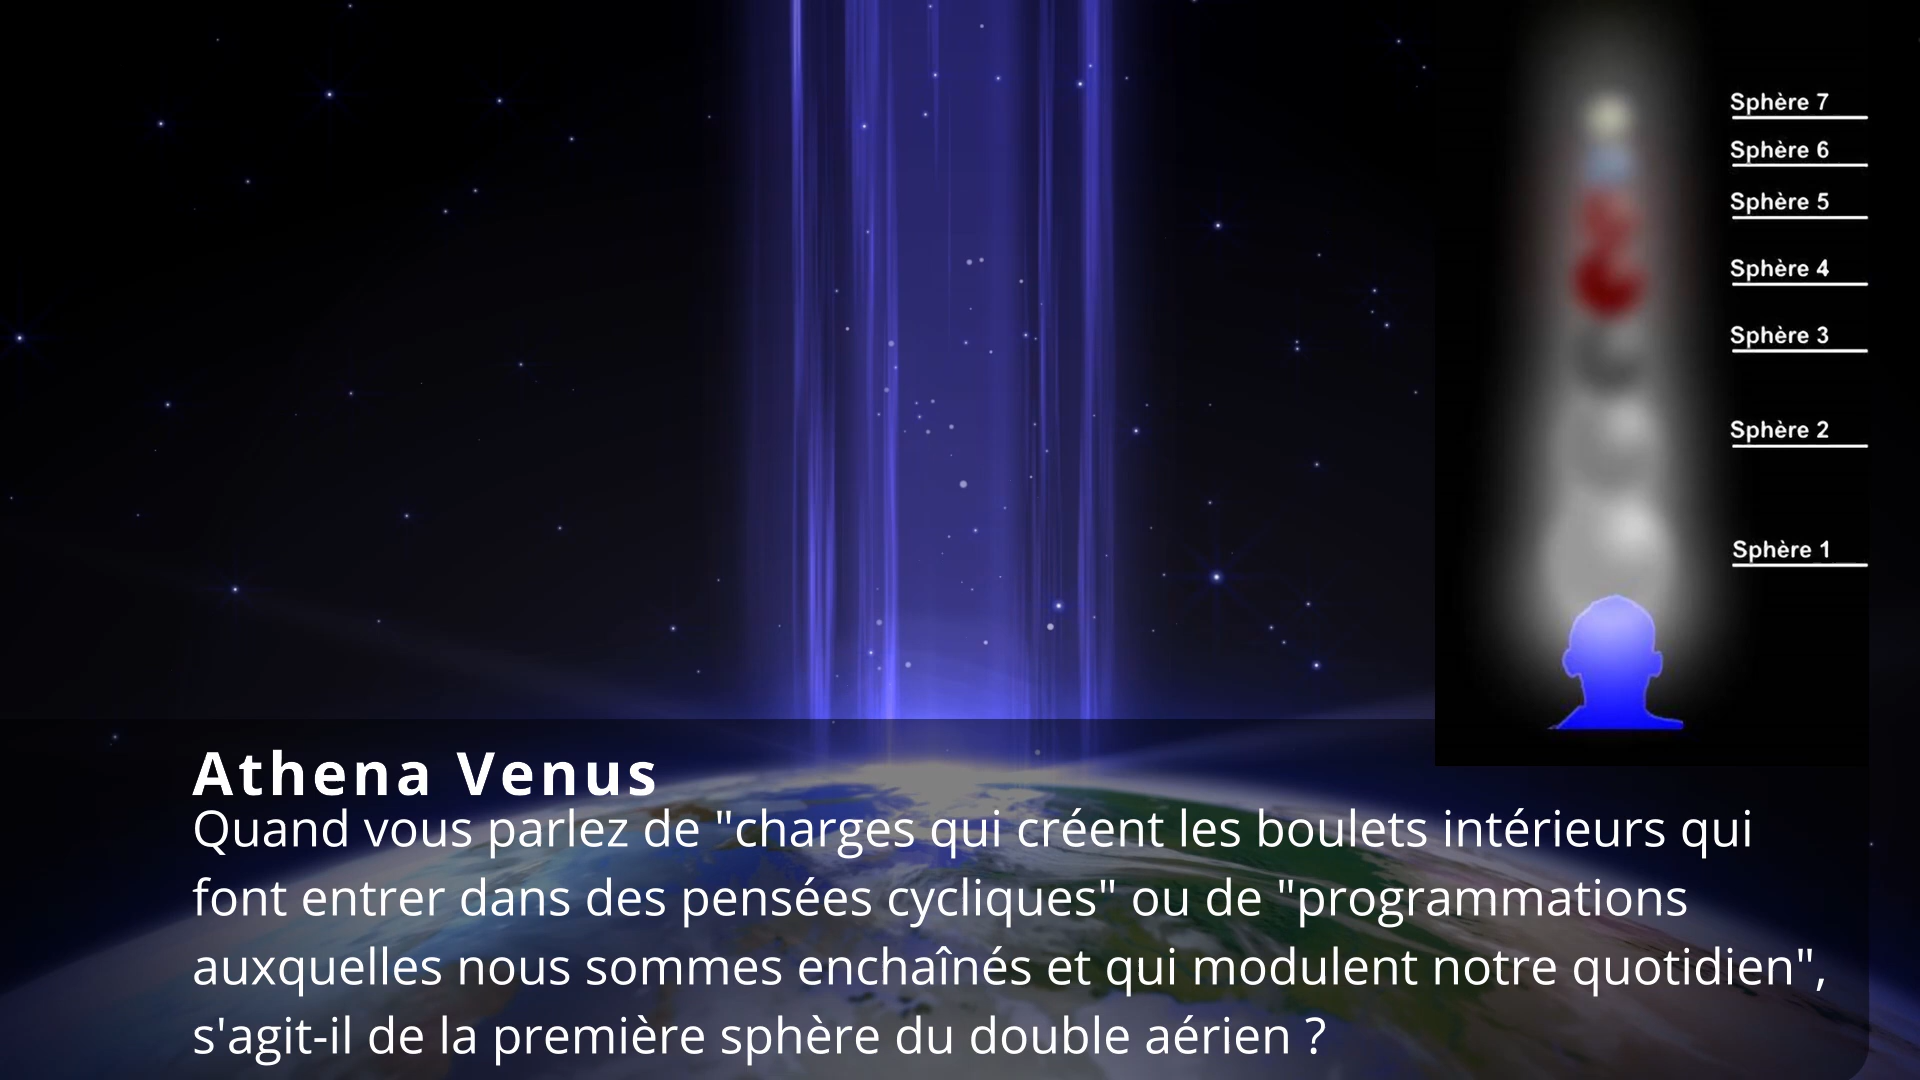 Sphère 7
Sphère 6
Sphère 5
Sphère 4
Sphère 3
Sphère 2
Sphère 1
Athena Venus
Quand vous parlez de "charges qui créent les boulets intérieurs qui
font entrer dans des pensées cycliques" ou de "programmations
auxquelles nous sommes enchaînés et qui modulent notre quotidien",
s'agit-il de la première sphère du double aérien ?